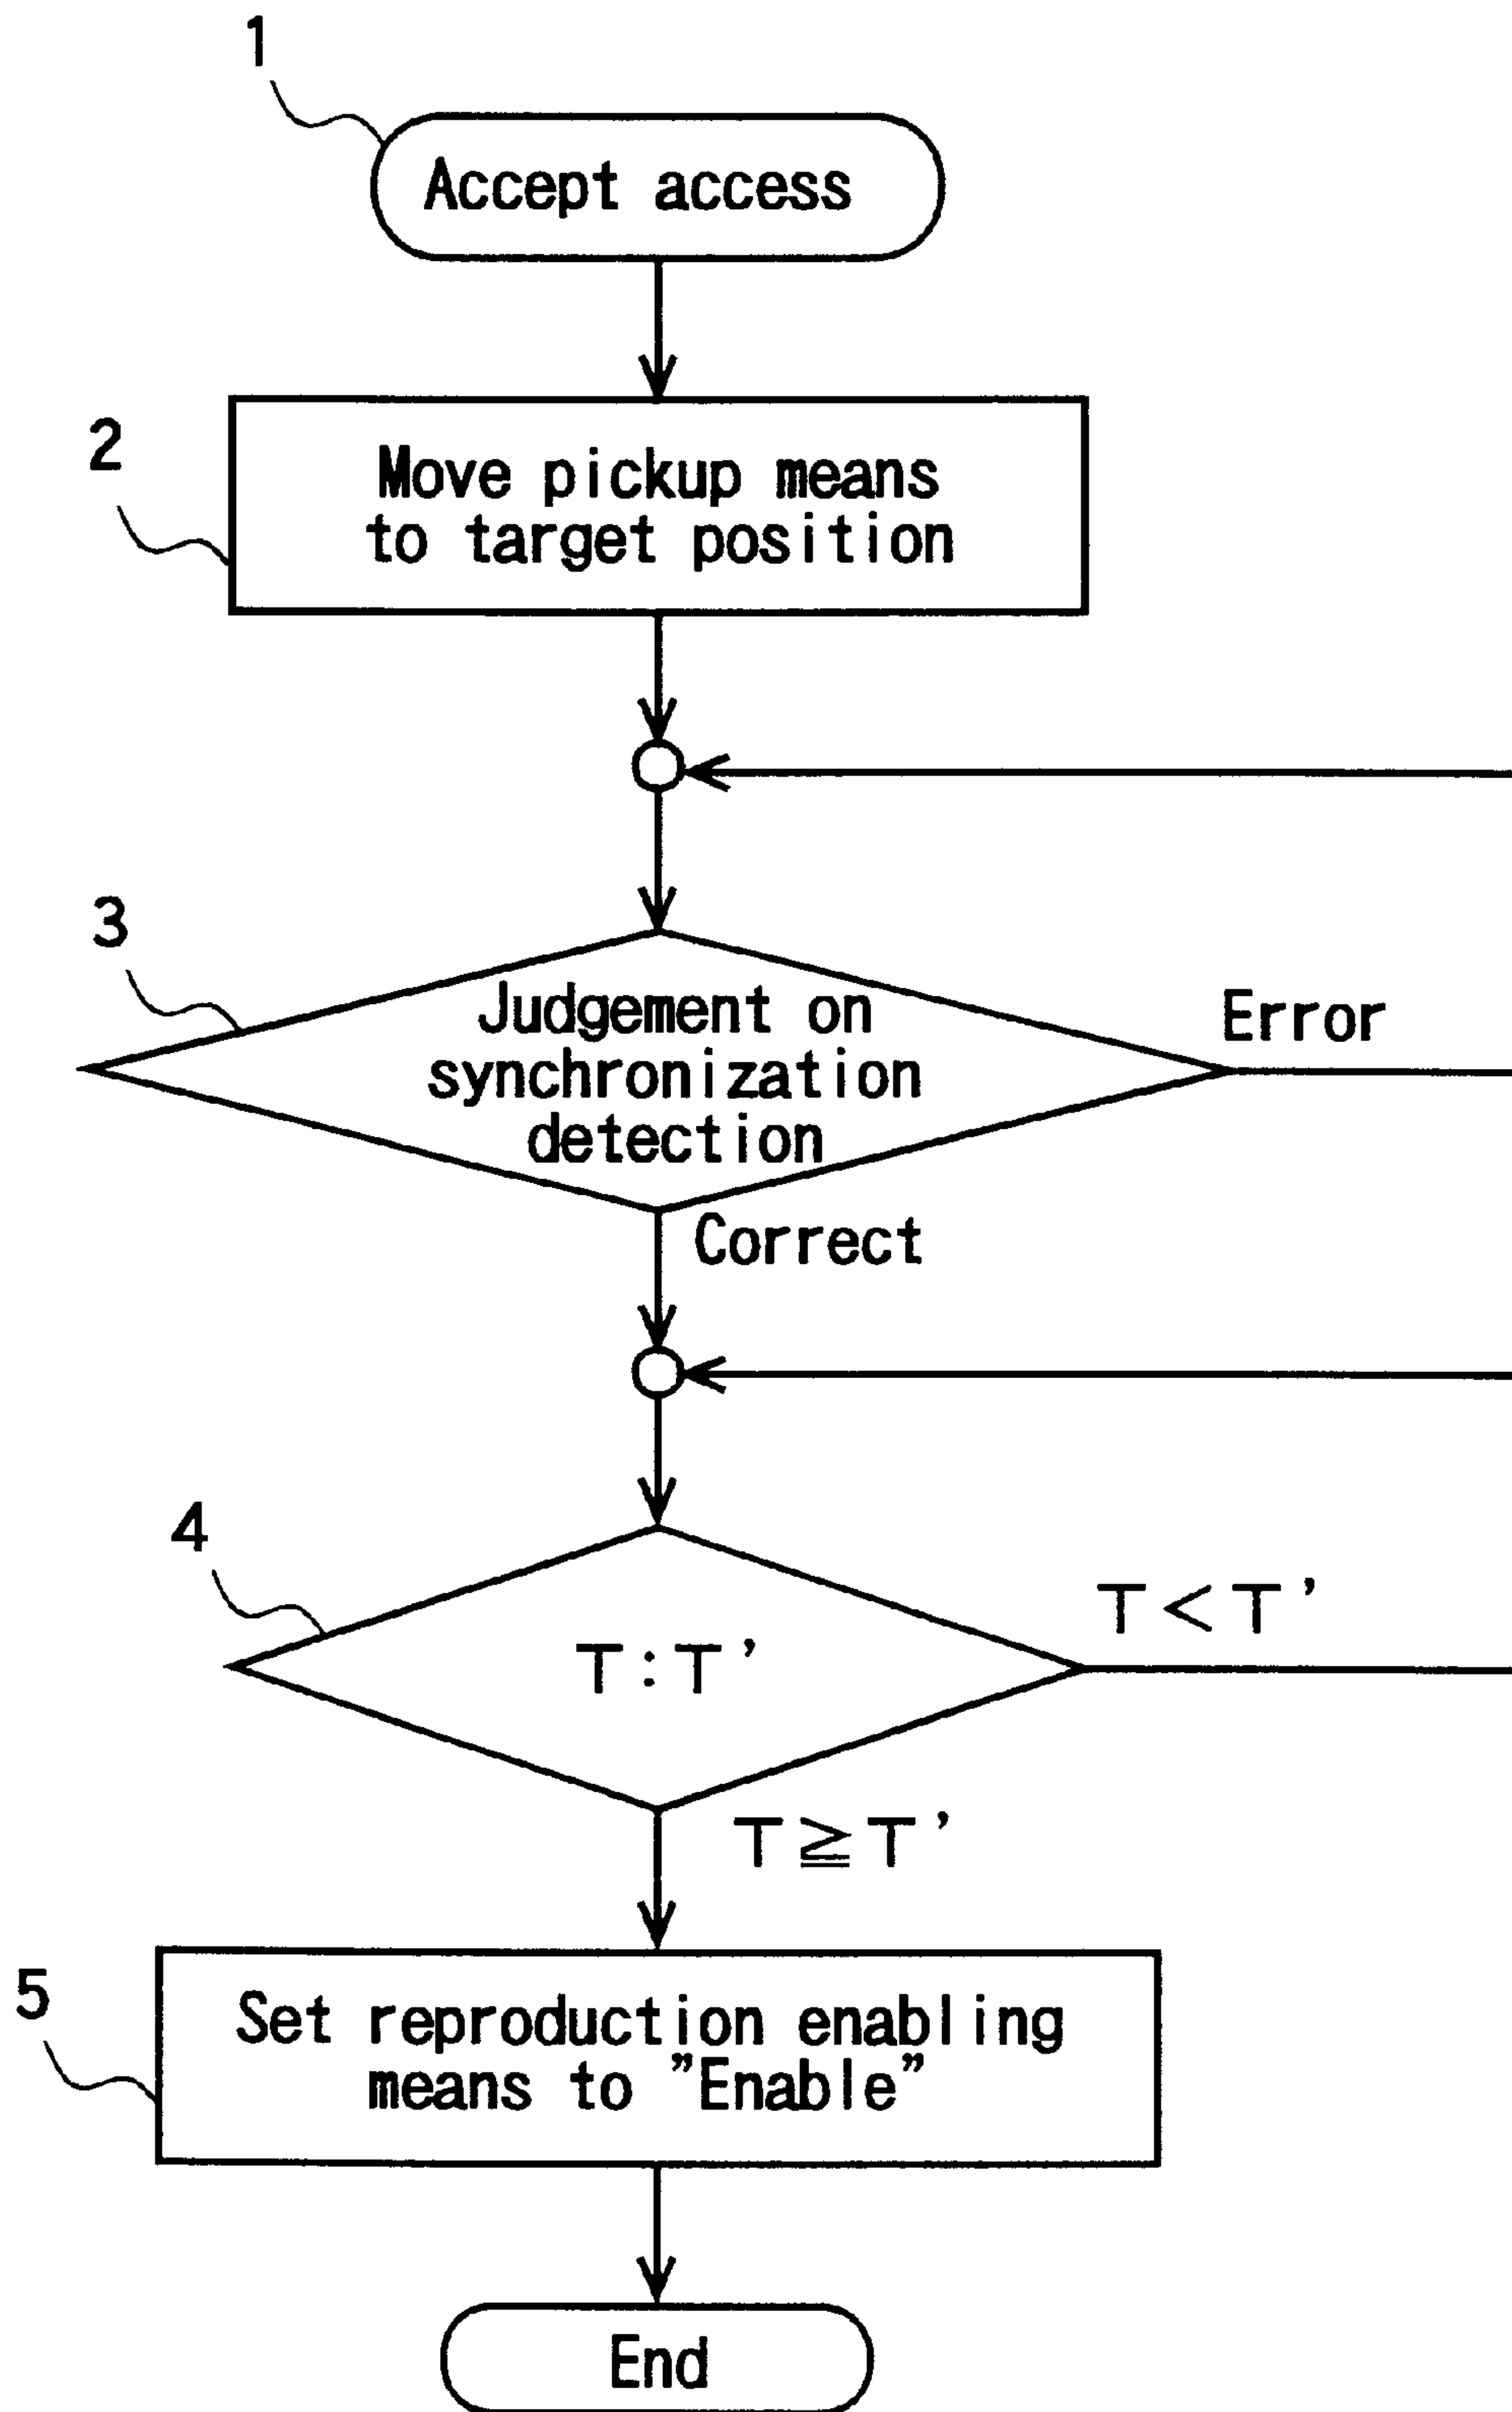 1
Accept access
2
Move pickup means
to target position
3
Judgement on
synchronization
detection
Error
Correct
4
T:T'
T<T'
T≧T'
5
Set reproduction enabling
means to ”Enable”
End